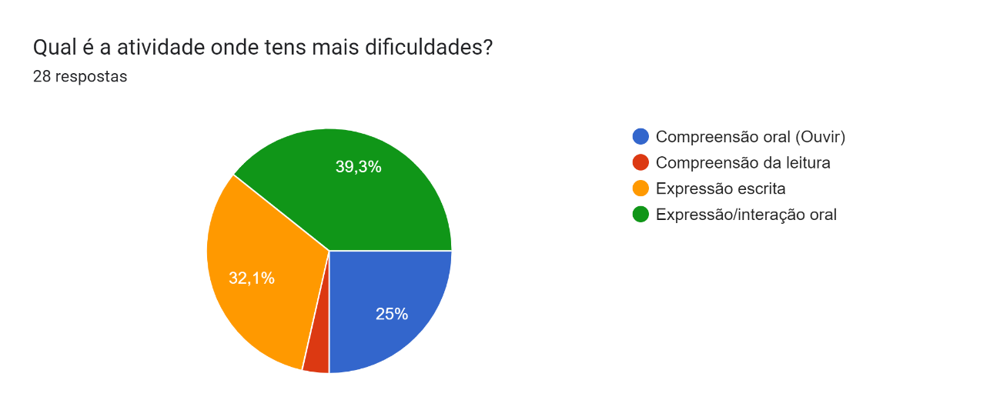 Qual é a atividade onde tens mais dificuldades?
28 respostas
39,3%
32,1%
25%
Compreensão oral (Ouvir)
Compreensão da leitura
Expressão escrita
Expressão/interação oral